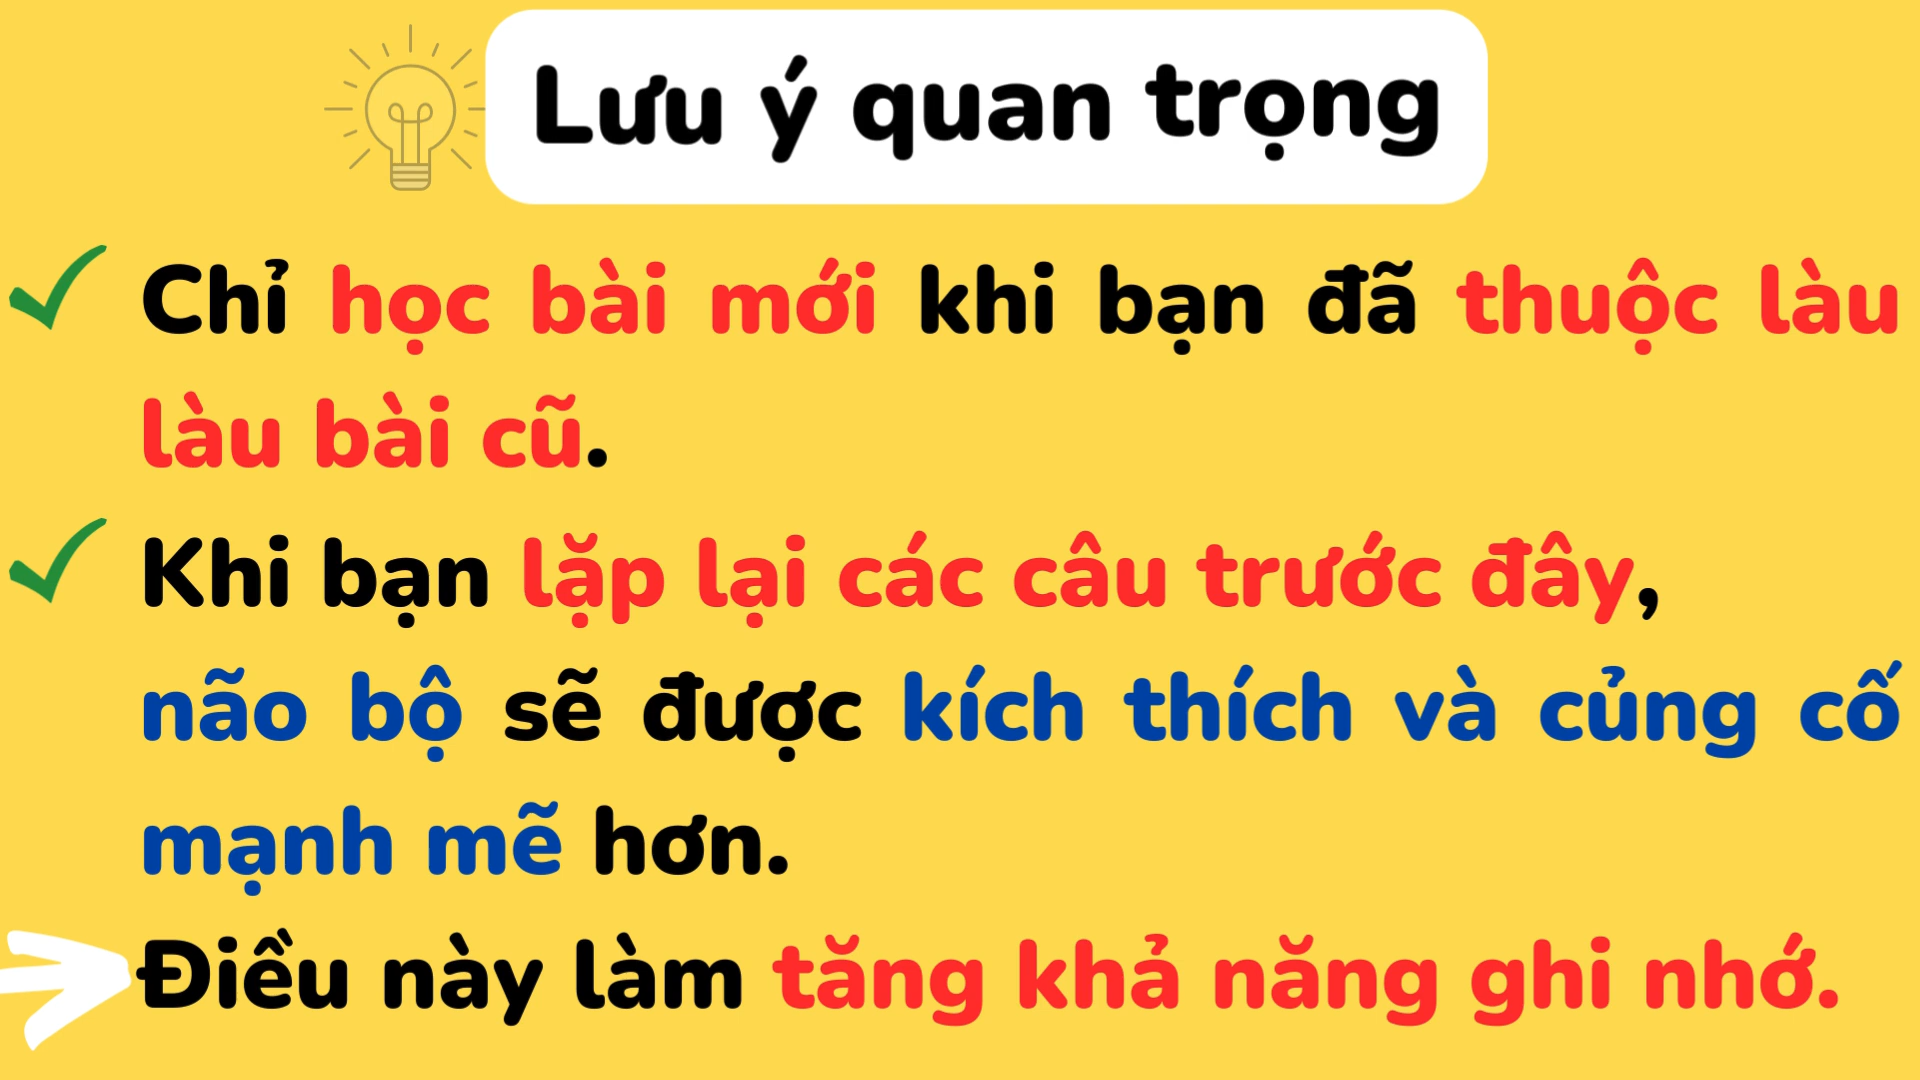 Lưu ý quan trọng
Chỉ học bài mới khi bạn đã thuộc làu
làu bài cũ.
Khi bạn lặp lại các câu trước đây,
não bộ sẽ được kích thích và củng cố
mạnh mẽ hơn.
Điều này làm tăng khả năng ghi nhớ.